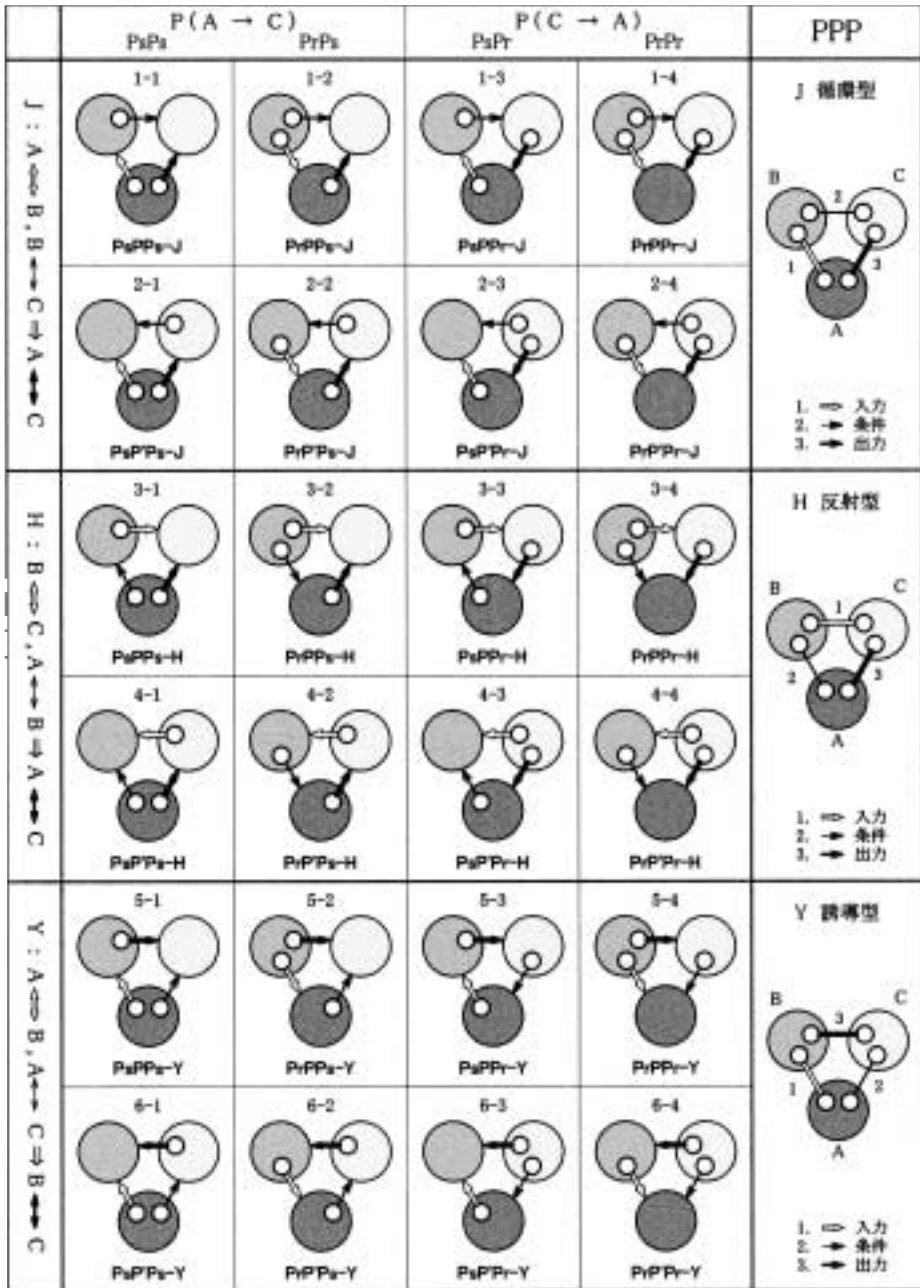 P(A → C) P(C → A) PPP
PsPs PrPs PsPr PrPr
J : A ⇔ B , B ↔ C ⇒ A ↔ C
1-1 1-2 1-3 1-4
PsPPs-J PrPPs-J PsPPr-J PrPPr-J
2-1 2-2 2-3 2-4
PsP'Ps-J PrP'Ps-J PsP'Pr-J PrP'Pr-J
J 循環型
B C
2
1 3
A
1. ⇒ 入力
2. → 条件
3. ➡ 出力
H : B ⇔ C , A ↔ B ⇒ A ↔ C
3-1 3-2 3-3 3-4
PsPPs-H PrPPs-H PsPPr-H PrPPr-H
4-1 4-2 4-3 4-4
PsP'Ps-H PrP'Ps-H PsP'Pr-H PrP'Pr-H
H 反射型
B C
1
2 3
A
1. ⇒ 入力
2. → 条件
3. ➡ 出力
Y : A ⇔ B , A ↔ C ⇒ B ↔ C
5-1 5-2 5-3 5-4
PsPPs-Y PrPPs-Y PsPPr-Y PrPPr-Y
6-1 6-2 6-3 6-4
PsP'Ps-Y PrP'Ps-Y PsP'Pr-Y PrP'Pr-Y
Y 誘導型
B C
3
1 2
A
1. ⇒ 入力
2. → 条件
3. ➡ 出力